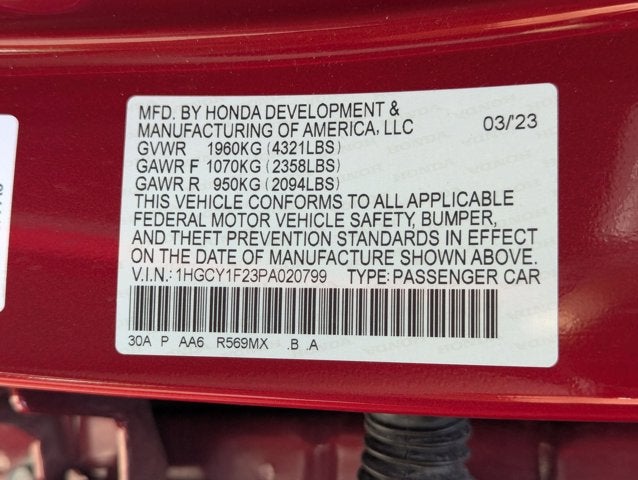 MFD. BY HONDA DEVELOPMENT &
MANUFACTURING OF AMERICA, LLC 03/'23
GVWR 1960KG (4321LBS)
GAWR F 1070KG (2358LBS)
GAWR R 950KG (2094LBS)
THIS VEHICLE CONFORMS TO ALL APPLICABLE
FEDERAL MOTOR VEHICLE SAFETY, BUMPER,
AND THEFT PREVENTION STANDARDS IN EFFECT
ON THE DATE OF MANUFACTURE SHOWN ABOVE.
V.I.N.: 1HGCY1F23PA020799 TYPE: PASSENGER CAR
30A P AA6 R569MX .B .A